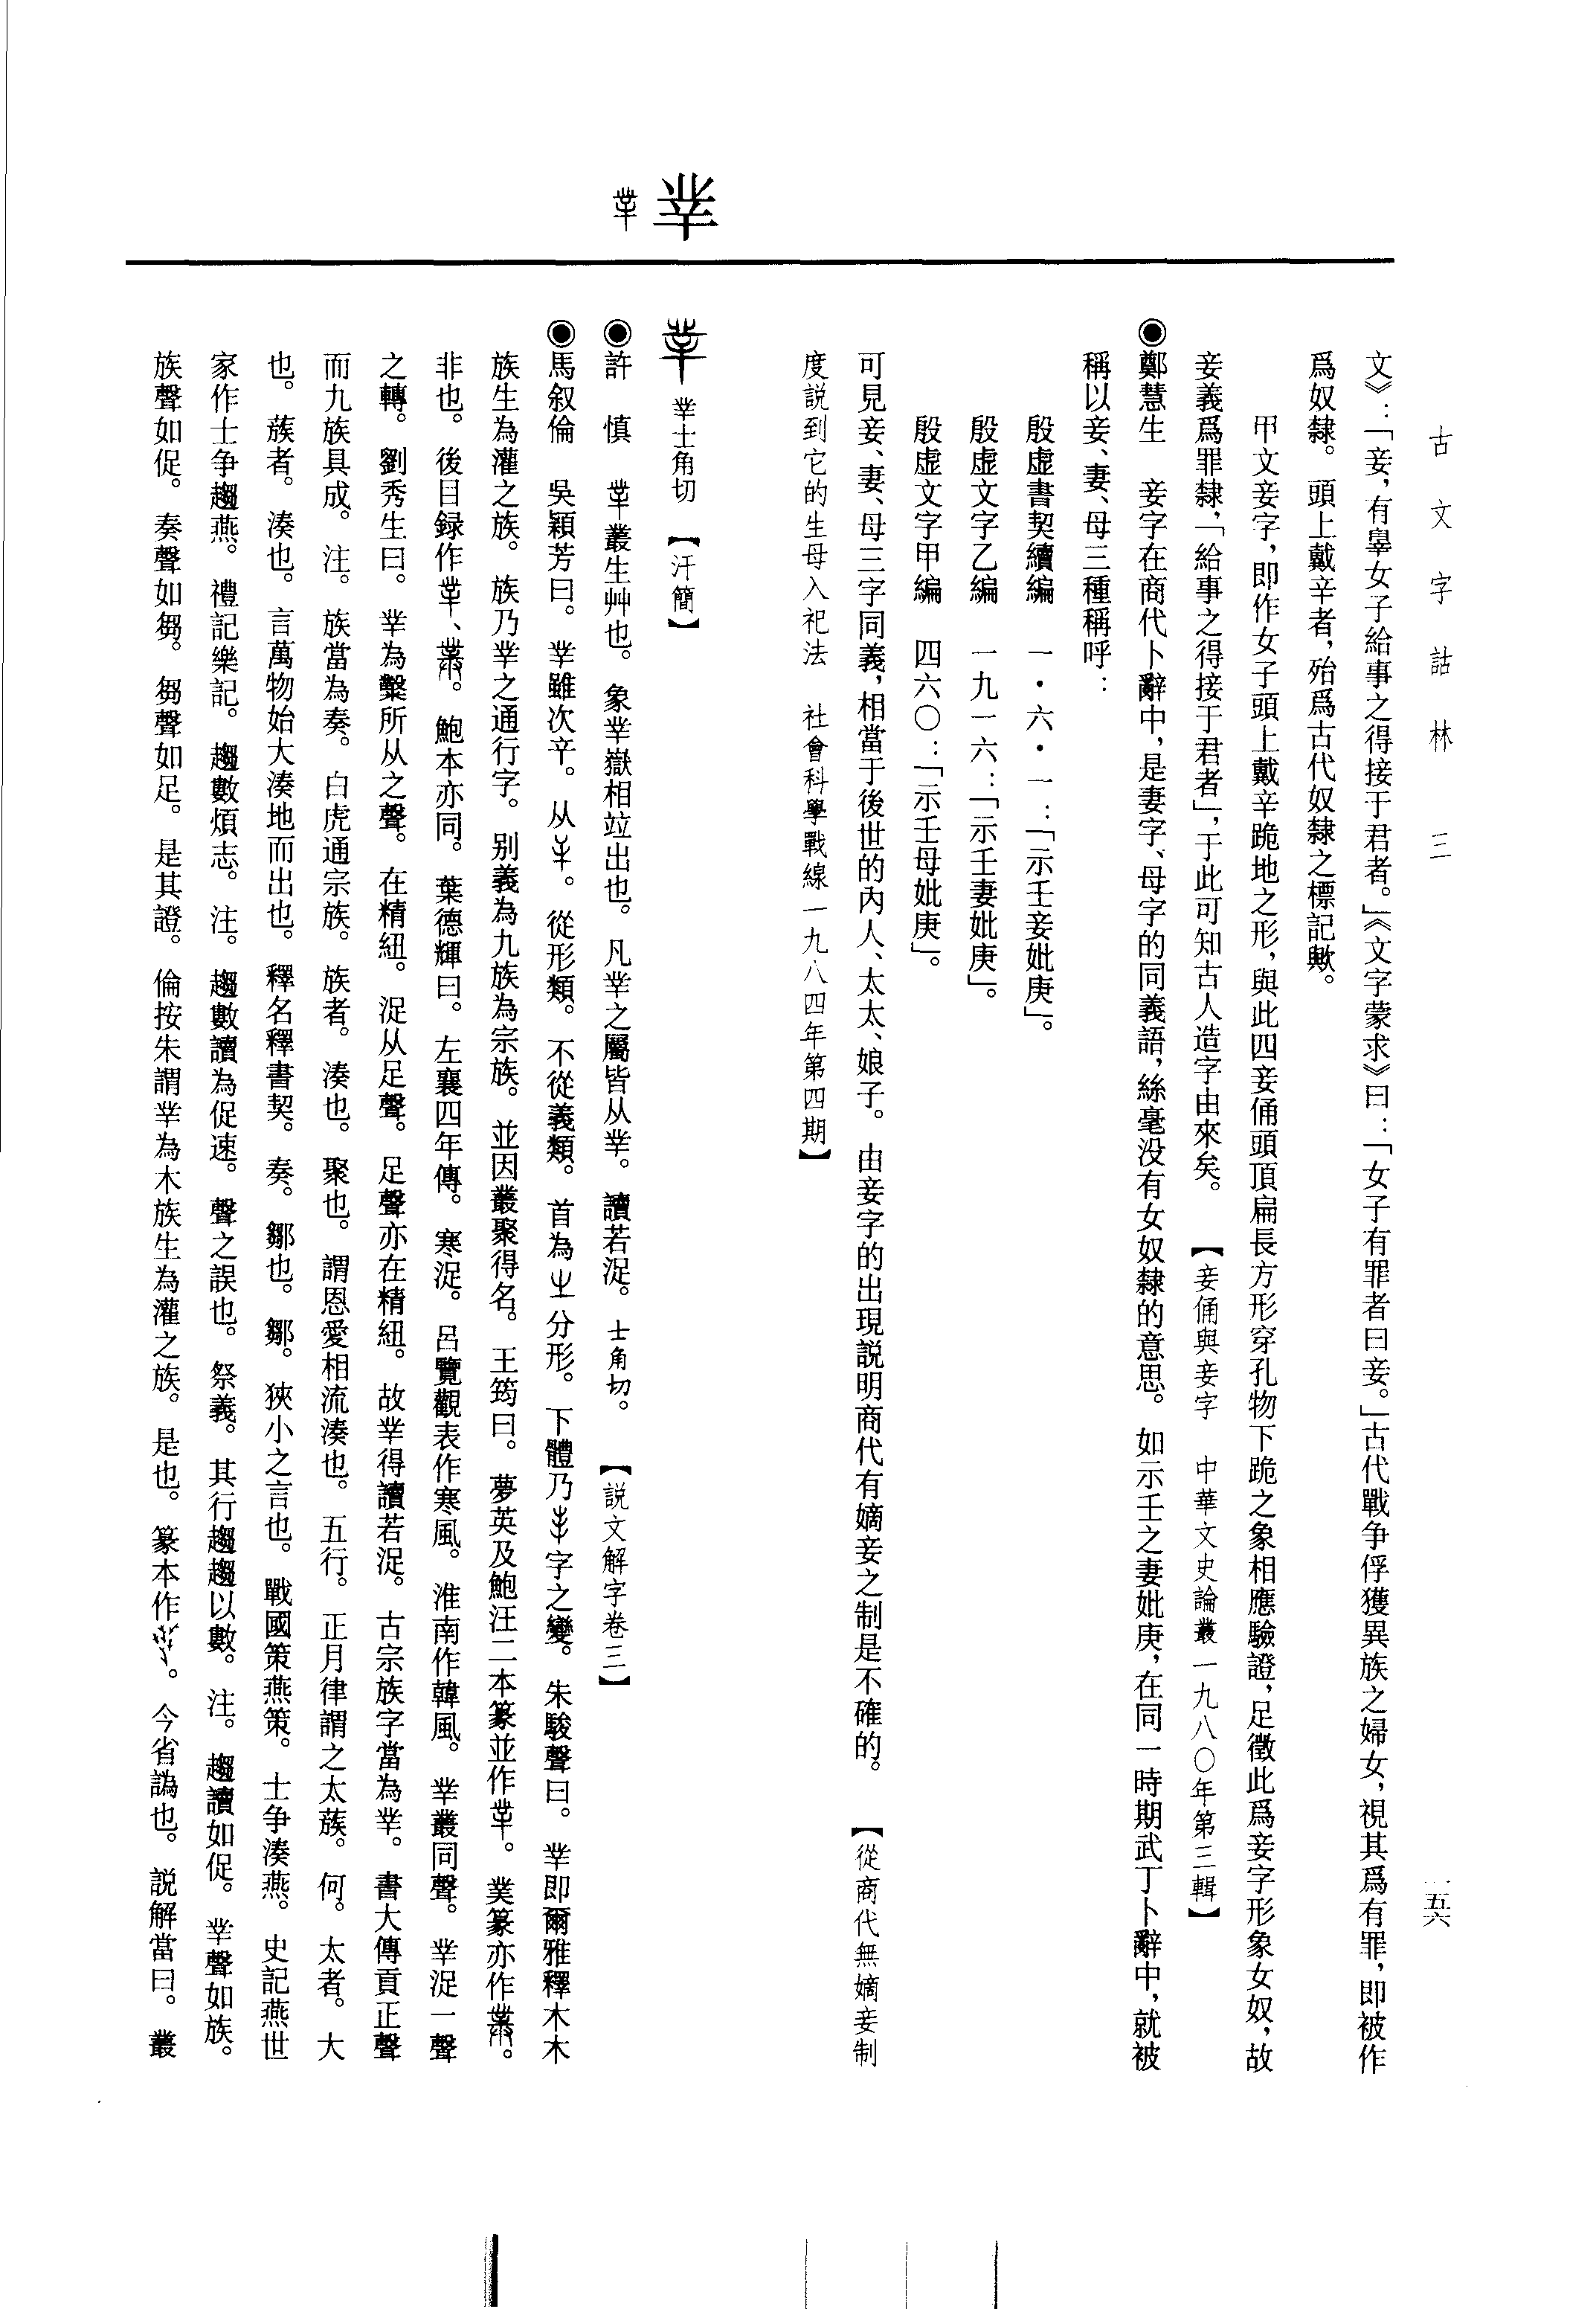 古文字詁林 三
一五六
文》：「妾，有辠女子給事之得接于君者。」《文字蒙求》曰：「女子有罪者曰妾。」古代戰争俘獲異族之婦女，視其爲有罪，即被作
爲奴隸。頭上戴辛者，殆爲古代奴隸之標記歟。
甲文妾字，即作女子頭上戴辛跪地之形，與此四妾俑頭頂扁長方形穿孔物下跪之象相應驗證，足徵此爲妾字形象女奴，故
妾義爲罪隸，「給事之得接于君者」，于此可知古人造字由來矣。【妾俑與妾字 中華文史論叢一九八〇年第三輯】
◉鄭慧生 妾字在商代卜辭中，是妻字、母字的同義語，絲毫没有女奴隸的意思。如示壬之妻妣庚，在同一時期武丁卜辭中，就被
稱以妾、妻、母三種稱呼：
殷虚書契續編 一·六·一：「示壬妾妣庚」。
殷虚文字乙編 一九一六：「示壬妻妣庚」。
殷虚文字甲編 四六〇：「示壬母妣庚」。
可見妾、妻、母三字同義，相當于後世的内人、太太、娘子。由妾字的出現説明商代有嫡妾之制是不確的。【從商代無嫡妾制
度説到它的生母入祀法 社會科學戰線一九八四年第四期】
丵
丵 丵士角切【汗簡】
◉許 慎 丵叢生艸也。象丵嶽相竝出也。凡丵之屬皆从丵。讀若浞。士角切。【説文解字卷三】
◉馬叙倫 吳穎芳曰。丵雖次䇂。从。從形類。不從義類。首為分形。下體乃字之變。朱駿聲曰。丵即爾雅釋木木
族生為灌之族。族乃丵之通行字。别義為九族為宗族。並因叢聚得名。王筠曰。夢英及鮑汪二本篆並作丵。菐篆亦作。
非也。後目録作丵、。鮑本亦同。葉德輝曰。左襄四年傳。寒浞。呂覽觀表作寒風。淮南作韓風。丵叢同聲。丵浞一聲
之轉。劉秀生曰。丵為糳所从之聲。在精紐。浞从足聲。足聲亦在精紐。故丵得讀若浞。古宗族字當為丵。書大傳貢正聲
而九族具成。注。族當為奏。白虎通宗族。族者。湊也。聚也。謂恩愛相流湊也。五行。正月律謂之太蔟。何。太者。大
也。蔟者。湊也。言萬物始大湊地而出也。釋名釋書契。奏。鄒也。鄒。狹小之言也。戰國策燕策。士争湊燕。史記燕世
家作士争趨燕。禮記樂記。趨數煩志。注。趨數讀為促速。聲之誤也。祭義。其行趨趨以數。注。趨讀如促。丵聲如族。
族聲如促。奏聲如芻。芻聲如足。是其證。倫按朱謂丵為木族生為灌之族。是也。篆本作。今省譌也。説解當曰。叢